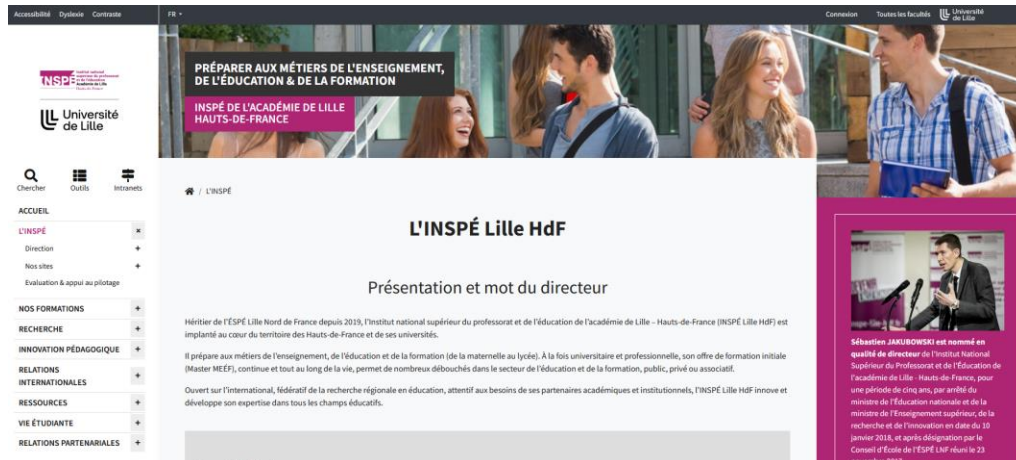 Accessibilité Dyslexie Contraste
FR
Connexion Toutes les facultés Université de Lille
INSPÉ
Université
de Lille
PRÉPARER AUX MÉTIERS DE L'ENSEIGNEMENT,
DE L'ÉDUCATION & DE LA FORMATION
INSPÉ DE L'ACADÉMIE DE LILLE
HAUTS-DE-FRANCE
Chercher Outils Intranets
ACCUEIL
L'INSPÉ
Direction
Nos sites
Evaluation & appui au pilotage
NOS FORMATIONS
RECHERCHE
INNOVATION PÉDAGOGIQUE
RELATIONS
INTERNATIONALES
RESSOURCES
VIE ÉTUDIANTE
RELATIONS PARTENARIALES
/ L'INSPÉ
L'INSPÉ Lille HdF
Présentation et mot du directeur
Héritier de l'ÉSPÉ Lille Nord de France depuis 2019, l'Institut national supérieur du professorat et de l'éducation de l'académie de Lille – Hauts-de-France (INSPÉ Lille HdF) est
implanté au cœur du territoire des Hauts-de-France et de ses universités.
Il prépare aux métiers de l'enseignement, de l'éducation et de la formation (de la maternelle au lycée). À la fois universitaire et professionnelle, son offre de formation initiale
(Master MEÉF), continue et tout au long de la vie, permet de nombreux débouchés dans le secteur de l'éducation et de la formation, public, privé ou associatif.
Ouvert sur l'international, fédératif de la recherche régionale en éducation, attentif aux besoins de ses partenaires académiques et institutionnels, l'INSPÉ Lille HdF innove et
développe son expertise dans tous les champs éducatifs.
Sébastien JAKUBOWSKI est nommé en
qualité de directeur de l'Institut National
Supérieur du Professorat et de l'Éducation de
l'académie de Lille - Hauts-de-France, pour
une période de cinq ans, par arrêté du
ministre de l'Éducation nationale et de la
ministre de l'Enseignement supérieur, de la
recherche et de l'innovation en date du 10
janvier 2018, et après désignation par le
Conseil d'École de l'ÉSPÉ LNF réuni le 23